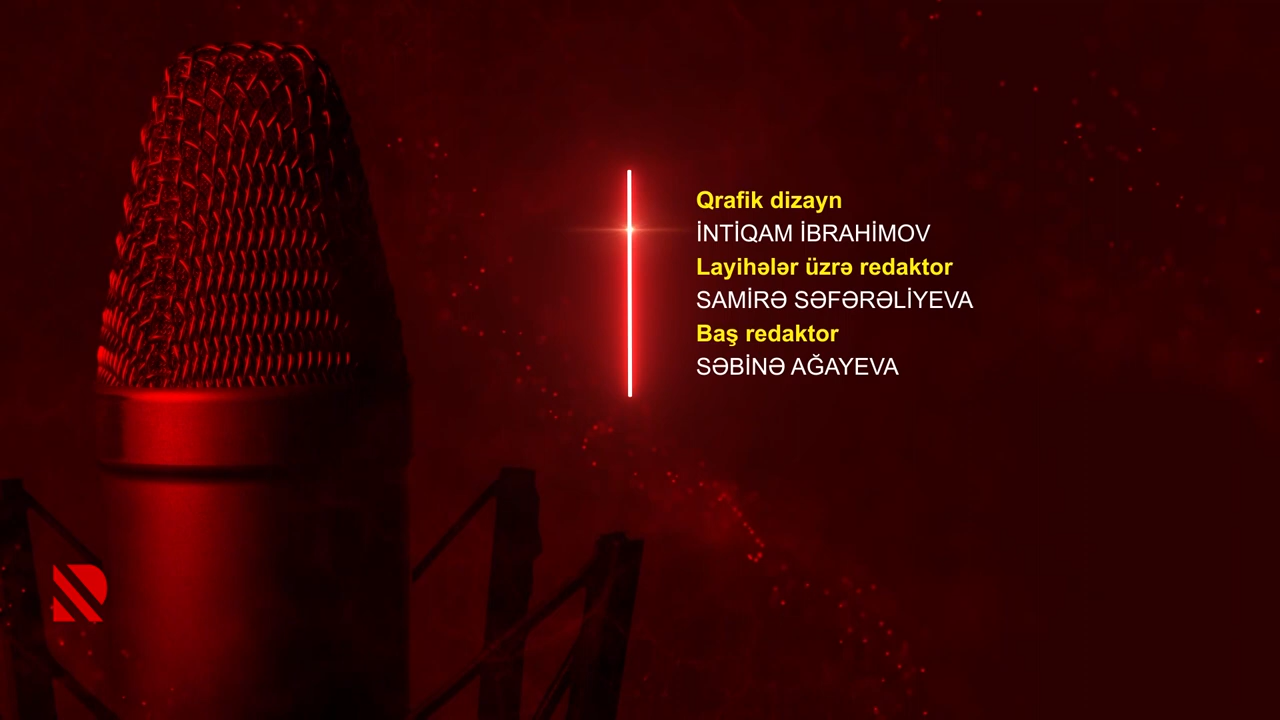 Qrafik dizayn
İNTİQAM İBRAHİMOV
Layihələr üzrə redaktor
SAMİRƏ SƏFƏRƏLİYEVA
Baş redaktor
SƏBİNƏ AĞAYEVA